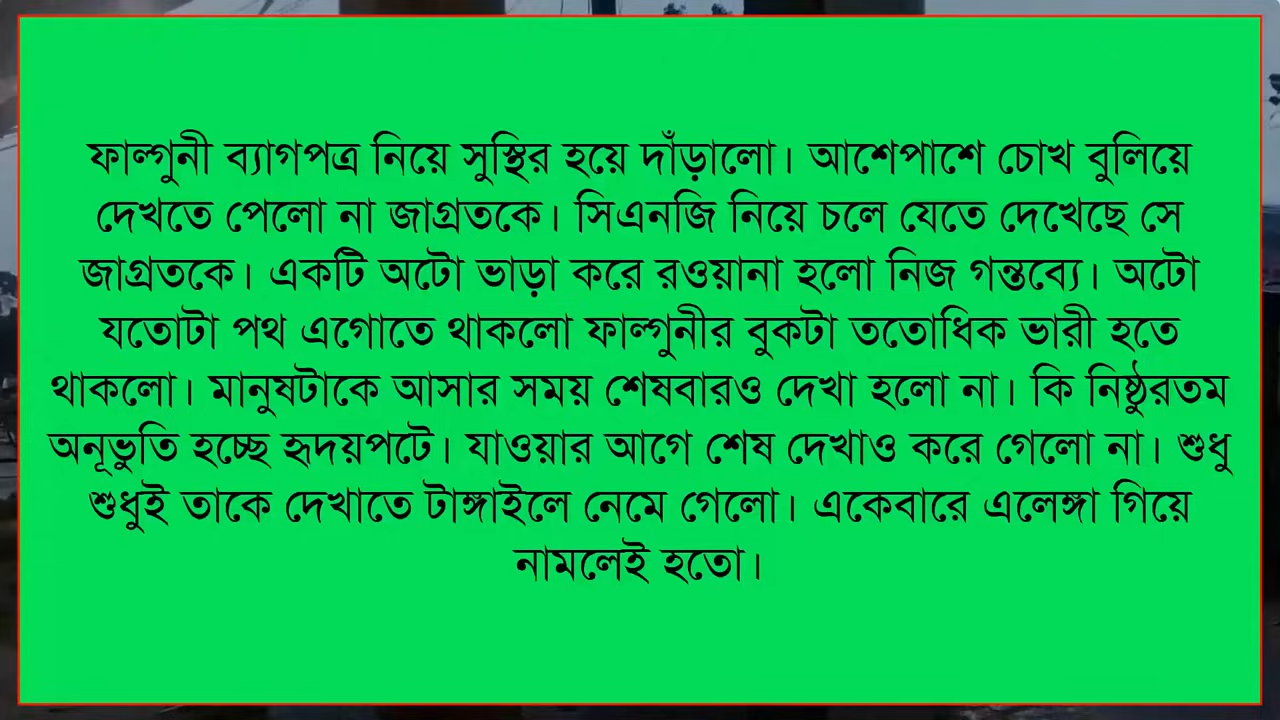 ফাল্গুনী ব্যাগপত্র নিয়ে সুস্থির হয়ে দাঁড়ালো। আশেপাশে চোখ বুলিয়ে
দেখতে পেলো না জাগ্রতকে। সিএনজি নিয়ে চলে যেতে দেখেছে সে
জাগ্রতকে। একটি অটো ভাড়া করে রওয়ানা হলো নিজ গন্তব্যে। অটো
যতোটা পথ এগোতে থাকলো ফাল্গুনীর বুকটা ততোধিক ভারী হতে
থাকলো। মানুষটাকে আসার সময় শেষবারও দেখা হলো না। কি নিষ্ঠুরতম
অনূভুতি হচ্ছে হৃদয়পটে। যাওয়ার আগে শেষ দেখাও করে গেলো না। শুধু
শুধুই তাকে দেখাতে টাঙ্গাইলে নেমে গেলো। একেবারে এলেঙ্গা গিয়ে
নামলেই হতো।